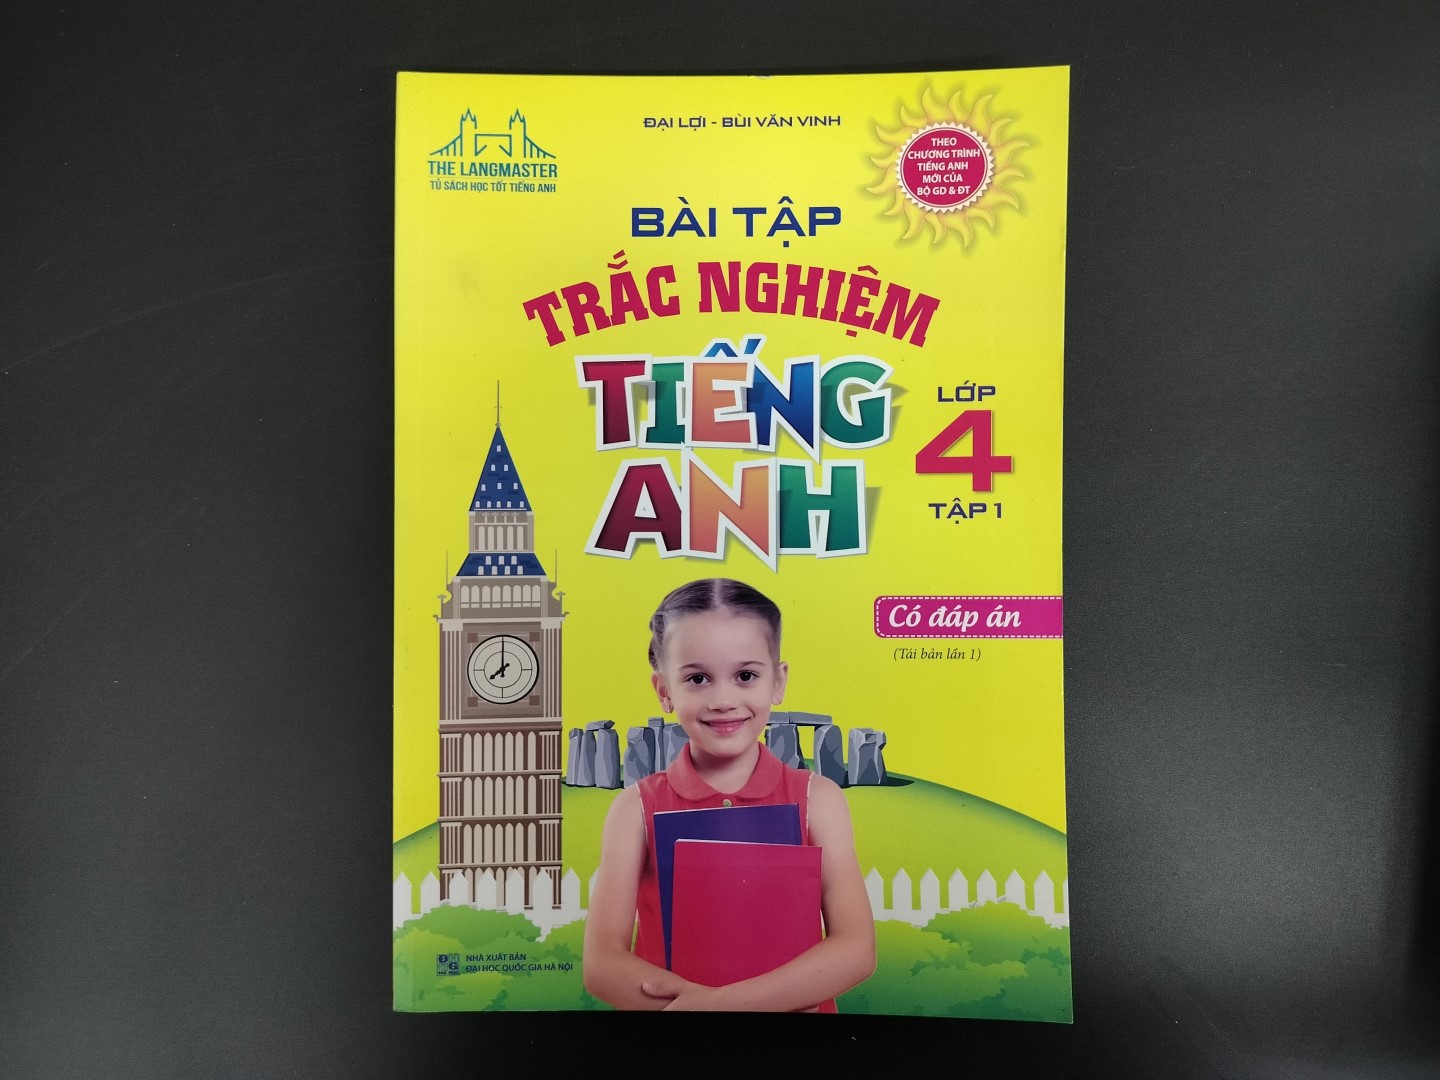 ĐẠI LỢI - BÙI VĂN VINH
THE LANGMASTER
TỦ SÁCH HỌC TỐT TIẾNG ANH
THEO
CHƯƠNG TRÌNH
TIẾNG ANH
MỚI CỦA
BỘ GD & ĐT
BÀI TẬP
TRẮC NGHIỆM
TIẾNG
ANH
LỚP
4
TẬP 1
Có đáp án
(Tái bản lần 1)
NHÀ XUẤT BẢN
ĐẠI HỌC QUỐC GIA HÀ NỘI